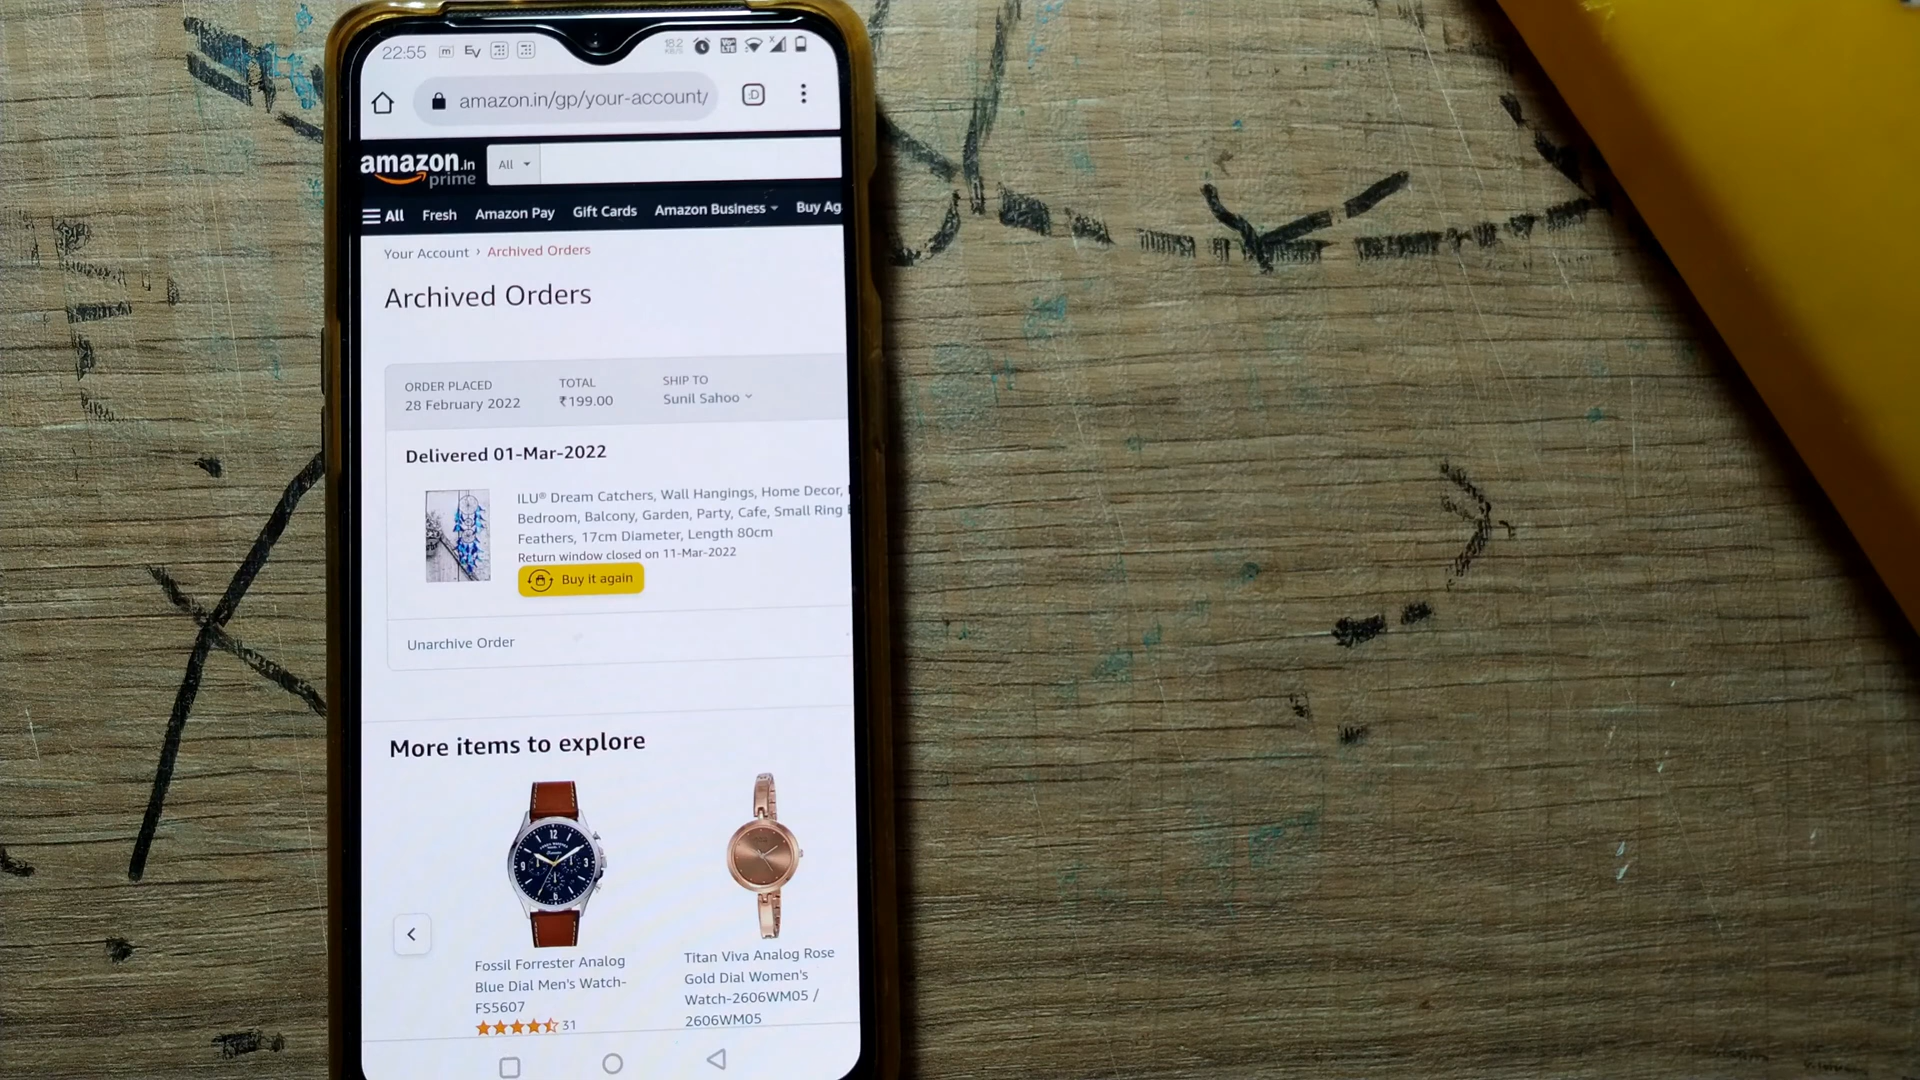 22:55
amazon.in/gp/your-account/
amazon.in
prime
All
All Fresh Amazon Pay Gift Cards Amazon Business Buy Ag
Your Account › Archived Orders
Archived Orders
ORDER PLACED TOTAL SHIP TO
28 February 2022 ₹199.00 Sunil Sahoo
Delivered 01-Mar-2022
ILU® Dream Catchers, Wall Hangings, Home Decor,
Bedroom, Balcony, Garden, Party, Cafe, Small Ring
Feathers, 17cm Diameter, Length 80cm
Return window closed on 11-Mar-2022
Buy it again
Unarchive Order
More items to explore
Fossil Forrester Analog
Blue Dial Men's Watch-
FS5607
31
Titan Viva Analog Rose
Gold Dial Women's
Watch-2606WM05 /
2606WM05